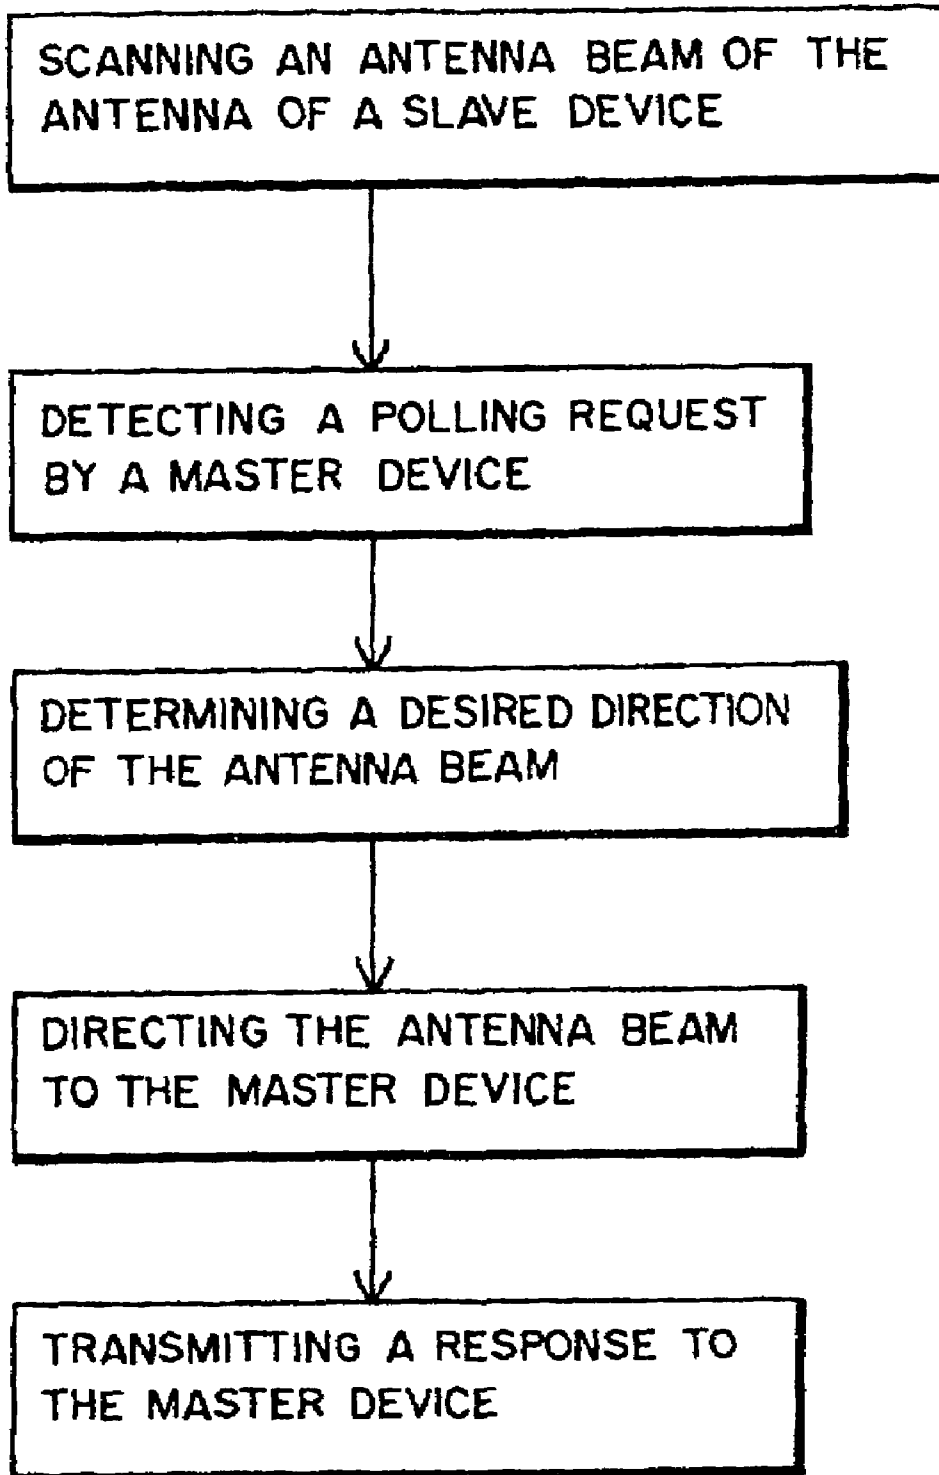 SCANNING AN ANTENNA BEAM OF THE
ANTENNA OF A SLAVE DEVICE
DETECTING A POLLING REQUEST
BY A MASTER DEVICE
DETERMINING A DESIRED DIRECTION
OF THE ANTENNA BEAM
DIRECTING THE ANTENNA BEAM
TO THE MASTER DEVICE
TRANSMITTING A RESPONSE TO
THE MASTER DEVICE